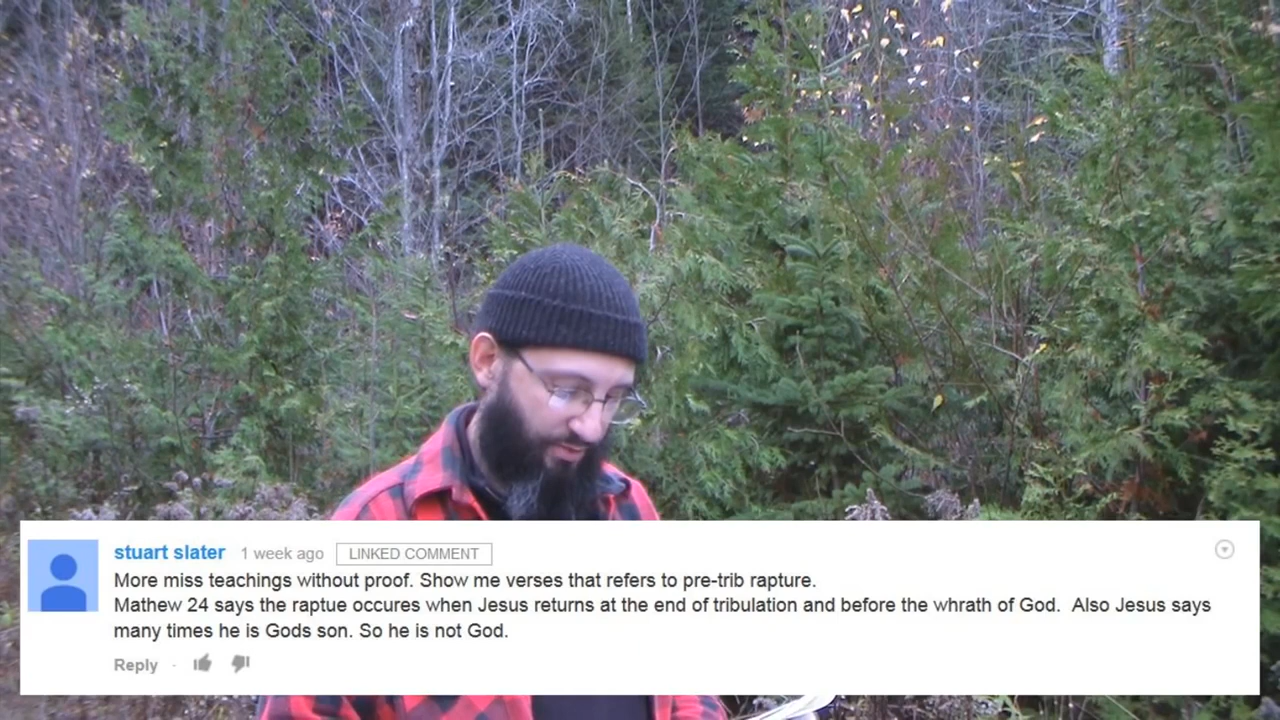 stuart slater 1 week ago LINKED COMMENT
More miss teachings without proof. Show me verses that refers to pre-trib rapture.
Mathew 24 says the raptue occures when Jesus returns at the end of tribulation and before the whrath of God. Also Jesus says
many times he is Gods son. So he is not God.
Reply ·